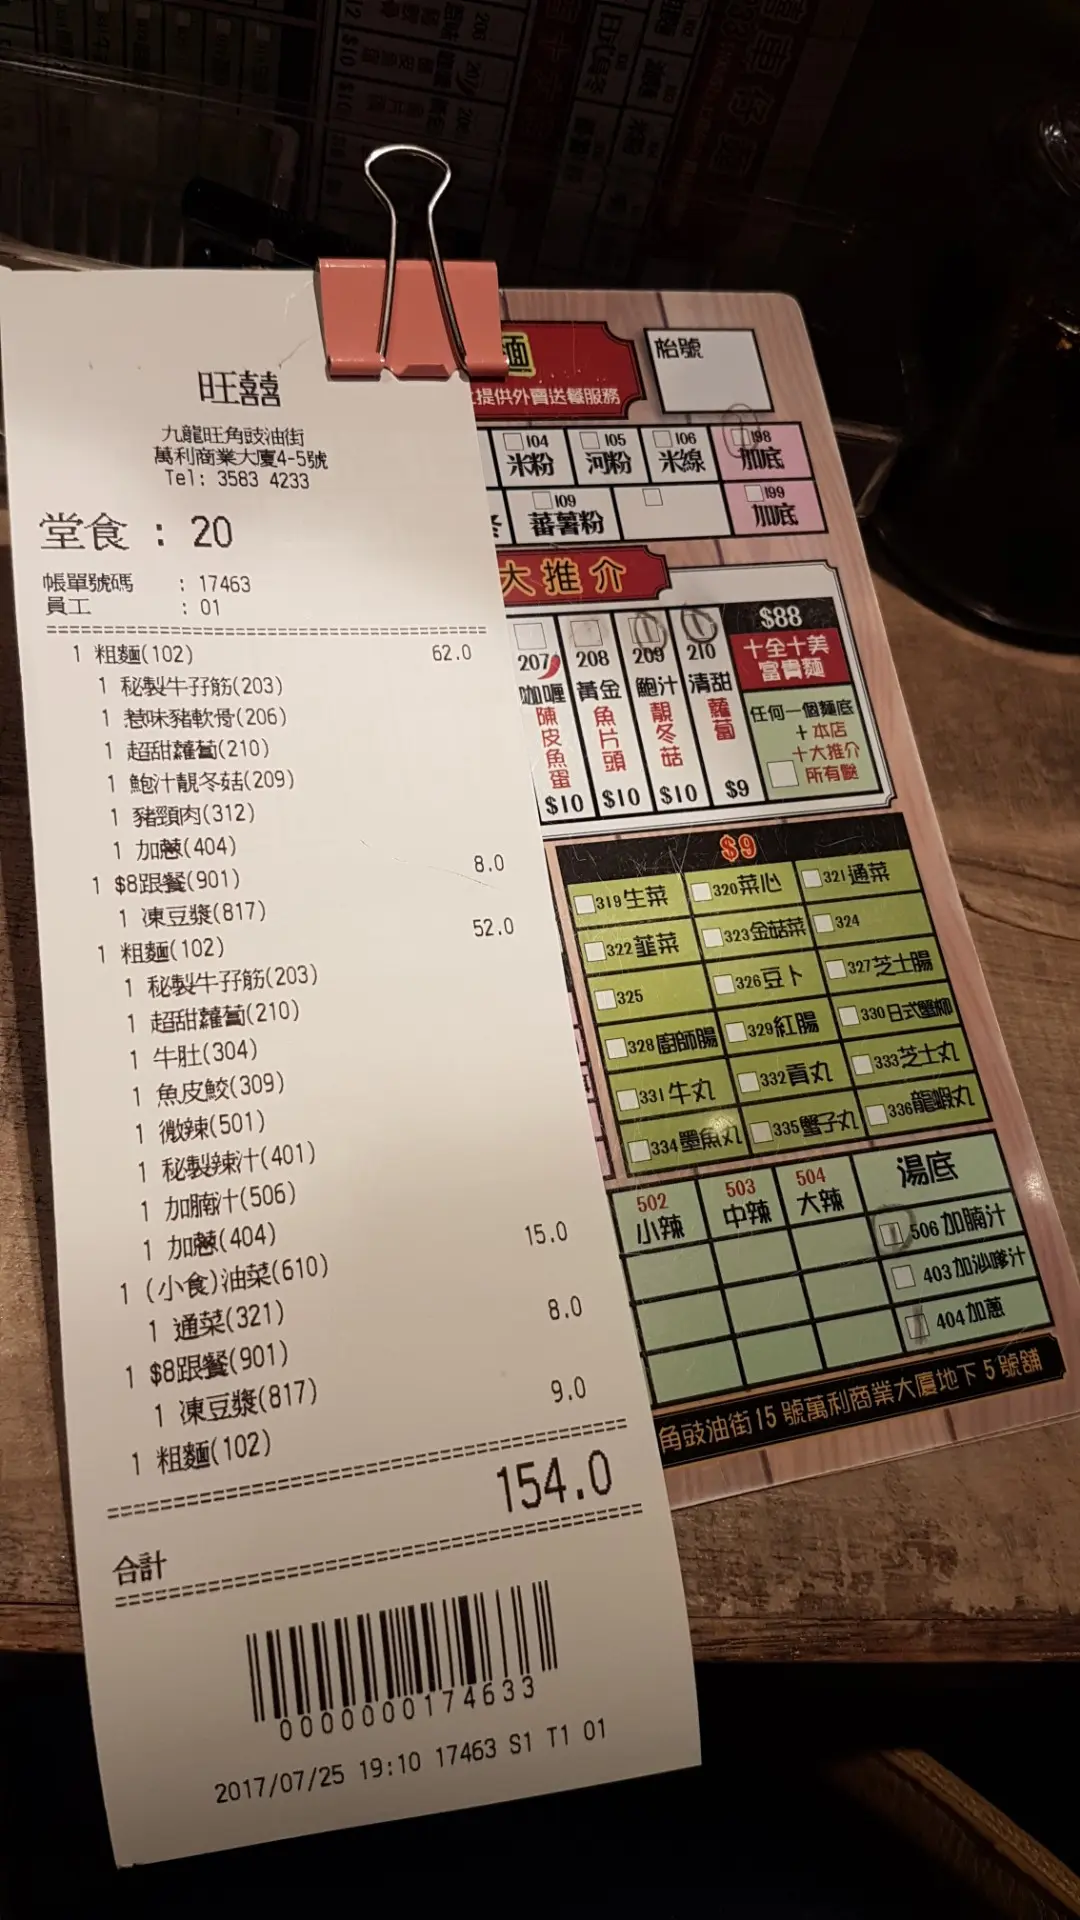 旺囍
九龍旺角豉油街
萬利商業大廈4-5號
Tel: 3583 4233
堂食 : 20
帳單號碼 : 17463
員工 : 01
1 粗麵(102) 62.0
1 秘製牛孖筋(203)
1 惹味豬軟骨(206)
1 超甜蘿蔔(210)
1 鮑汁靚冬菇(209)
1 豬頸肉(312)
1 加蔥(404)
1 $8跟餐(901) 8.0
1 凍豆漿(817)
1 粗麵(102) 52.0
1 秘製牛孖筋(203)
1 超甜蘿蔔(210)
1 牛肚(304)
1 魚皮餃(309)
1 微辣(501)
1 秘製辣汁(401)
1 加腩汁(506)
1 加蔥(404)
1 (小食)油菜(610) 15.0
1 通菜(321)
1 $8跟餐(901) 8.0
1 凍豆漿(817)
1 粗麵(102) 9.0
154.0
合計
0000000174633
2017/07/25 19:10 17463 S1 T1 01
麵
提供外賣送餐服務
枱號
104 米粉
105 河粉
106 米線
198 加底
109 蕃薯粉
199 加底
大推介
207 咖喱 陳皮魚蛋 $10
208 黃金 魚片頭 $10
209 鮑汁 靚冬菇 $10
210 清甜 蘿蔔 $9
$88
十全十美
富貴麵
任何一個麵底
+本店
十大推介
所有餸
$9
319生菜 320菜心 321通菜
322韮菜 323金菇菜 324
325 326豆卜 327芝士腸
328廚師腸 329紅腸 330日式蟹柳
331牛丸 332貢丸 333芝士丸
334墨魚丸 335蟹子丸 336龍蝦丸
502 小辣
503 中辣
504 大辣
湯底
506加腩汁
403加沙嗲汁
404加蔥
角豉油街15號萬利商業大廈地下5號舖